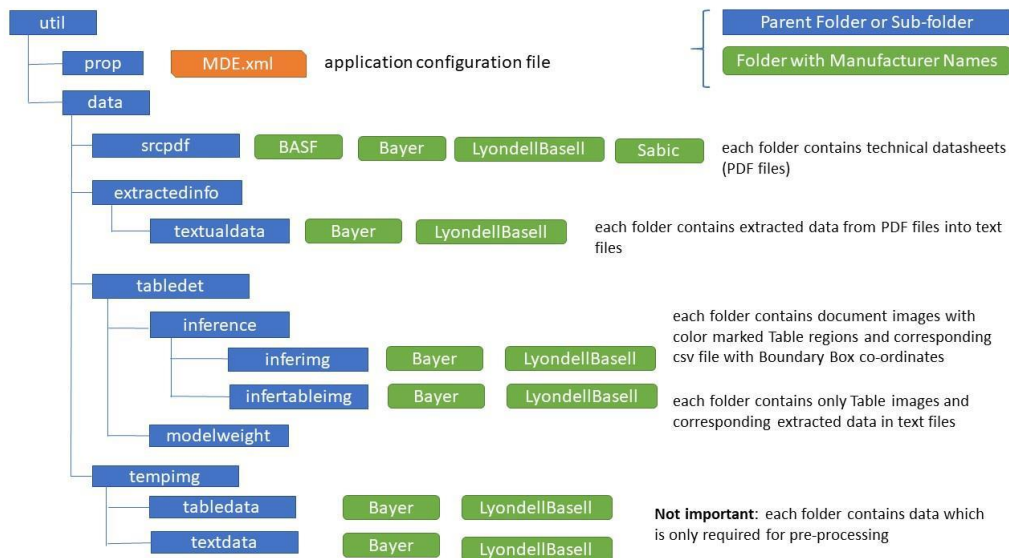 util
Parent Folder or Sub-folder
prop
MDE.xml
application configuration file
Folder with Manufacturer Names
data
srcpdf
BASF
Bayer
LyondellBasell
Sabic
each folder contains technical datasheets
(PDF files)
extractedinfo
textualdata
Bayer
LyondellBasell
each folder contains extracted data from PDF files into text
files
tabledet
inference
each folder contains document images with
color marked Table regions and corresponding
csv file with Boundary Box co-ordinates
inferimg
Bayer
LyondellBasell
infertableimg
Bayer
LyondellBasell
each folder contains only Table images and
corresponding extracted data in text files
modelweight
tempimg
tabledata
Bayer
LyondellBasell
Not important: each folder contains data which
is only required for pre-processing
textdata
Bayer
LyondellBasell